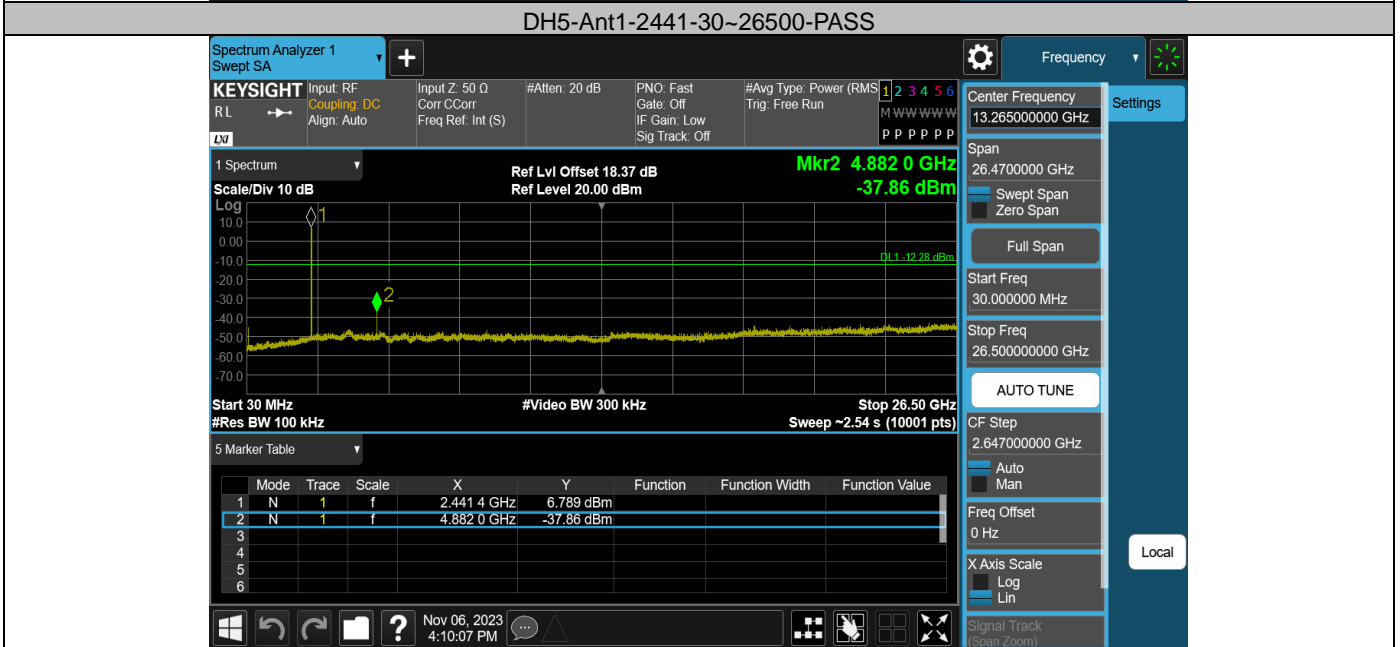 DH5-Ant1-2441-30~26500-PASS
Spectrum Analyzer 1
Swept SA
Frequency
KEYSIGHT
RL
LXI
Input: RF
Coupling: DC
Align: Auto
Input Z: 50 Ω
Corr CCorr
Freq Ref: Int (S)
#Atten: 20 dB
PNO: Fast
Gate: Off
IF Gain: Low
Sig Track: Off
#Avg Type: Power (RMS
Trig: Free Run
1 2 3 4 5 6
M W W W W W
P P P P P P
1 Spectrum
Scale/Div 10 dB
Ref Lvl Offset 18.37 dB
Ref Level 20.00 dBm
Mkr2 4.882 0 GHz
-37.86 dBm
Log
10.0
0.00
-10.0
-20.0
-30.0
-40.0
-50.0
-60.0
-70.0
1
2
DL1 -12.28 dBm
Start 30 MHz
#Res BW 100 kHz
#Video BW 300 kHz
Stop 26.50 GHz
Sweep ~2.54 s (10001 pts)
5 Marker Table
Mode Trace Scale X Y Function Function Width Function Value
1 N 1 f 2.441 4 GHz 6.789 dBm
2 N 1 f 4.882 0 GHz -37.86 dBm
3
4
5
6
Nov 06, 2023
4:10:07 PM
Center Frequency
13.265000000 GHz
Settings
Span
26.4700000 GHz
Swept Span
Zero Span
Full Span
Start Freq
30.000000 MHz
Stop Freq
26.500000000 GHz
AUTO TUNE
CF Step
2.647000000 GHz
Auto
Man
Freq Offset
0 Hz
Local
X Axis Scale
Log
Lin
Signal Track
(Span Zoom)